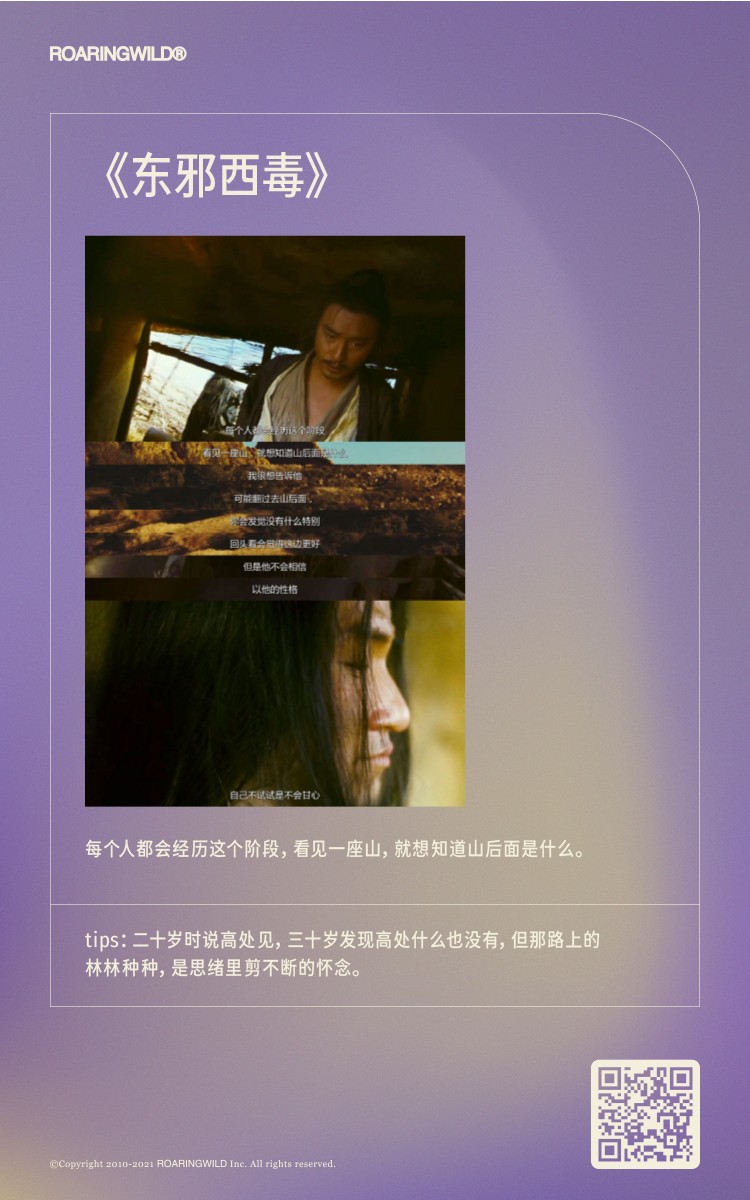 ROARINGWILD®
《东邪西毒》
每个人都会经历这个阶段
看见一座山，就想知道山后面是什么
我很想告诉他
可能翻过去山后面，
你会发觉没有什么特别
回头看会觉得这边更好
但是他不会相信
以他的性格
自己不试试是不会甘心
每个人都会经历这个阶段，看见一座山，就想知道山后面是什么。
tips：二十岁时说高处见，三十岁发现高处什么也没有，但那路上的
林林种种，是思绪里剪不断的怀念。
©Copyright 2010-2021 ROARINGWILD Inc. All rights reserved.